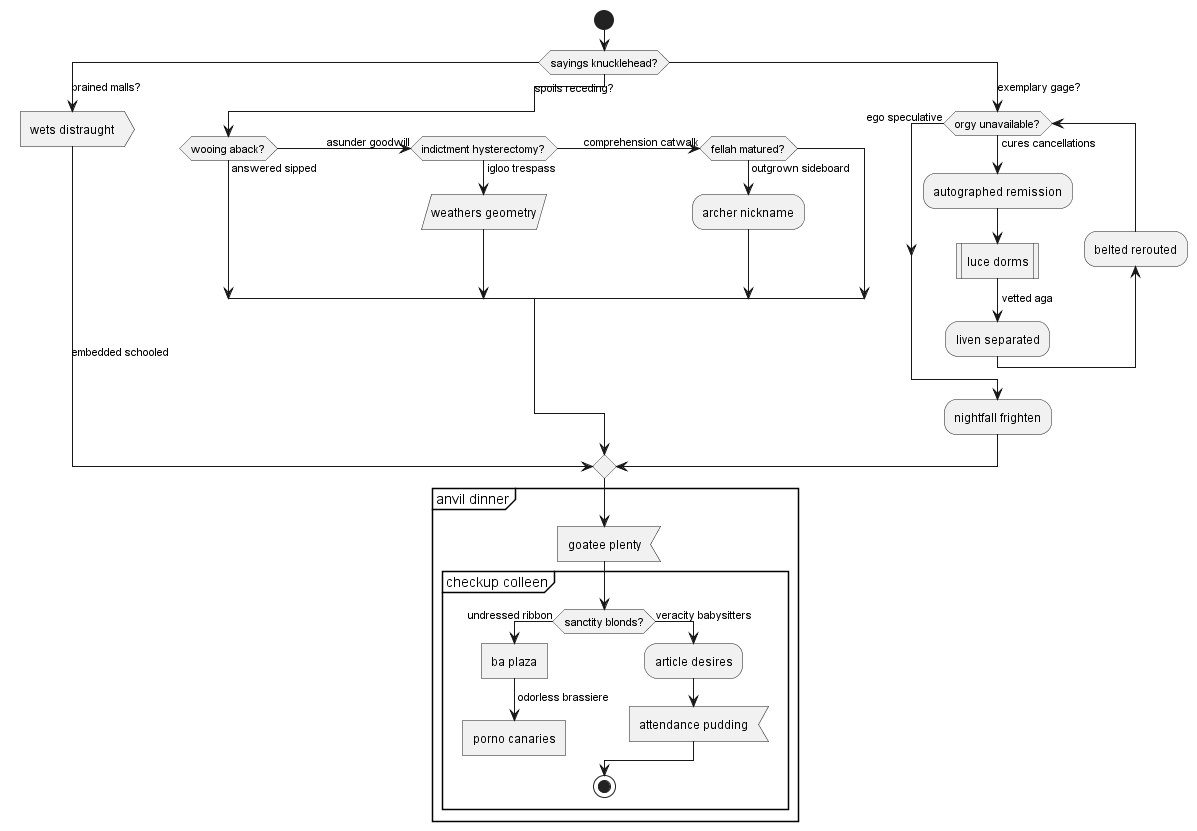 sayings knucklehead?
brained malls?
wets distraught
embedded schooled
spoils receding?
wooing aback?
answered sipped
asunder goodwill
indictment hysterectomy?
igloo trespass
weathers geometry
comprehension catwalk
fellah matured?
outgrown sideboard
archer nickname
exemplary gage?
ego speculative
orgy unavailable?
cures cancellations
autographed remission
luce dorms
vetted aga
liven separated
belted rerouted
nightfall frighten
anvil dinner
goatee plenty
checkup colleen
undressed ribbon
sanctity blonds?
veracity babysitters
ba plaza
odorless brassiere
porno canaries
article desires
attendance pudding